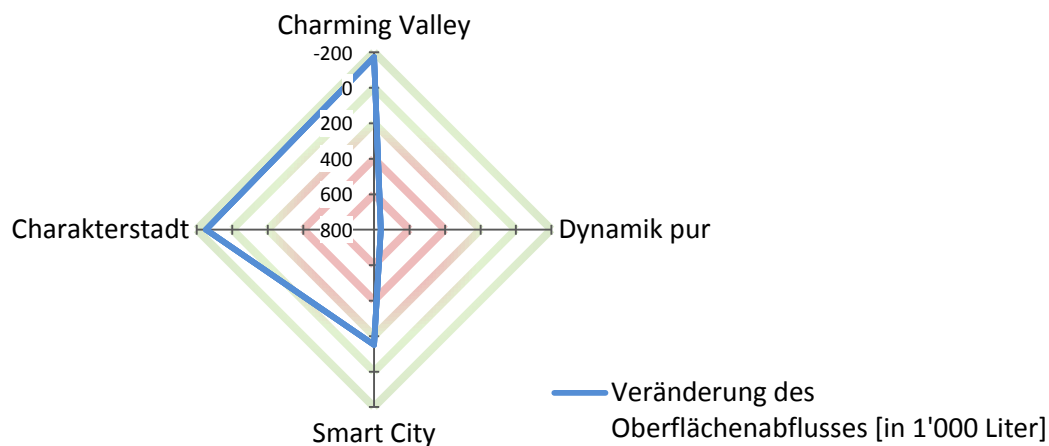 Charming Valley
-200
0
200
400
600
800
Charakterstadt
Dynamik pur
Smart City
Veränderung des
Oberflächenabflusses [in 1'000 Liter]